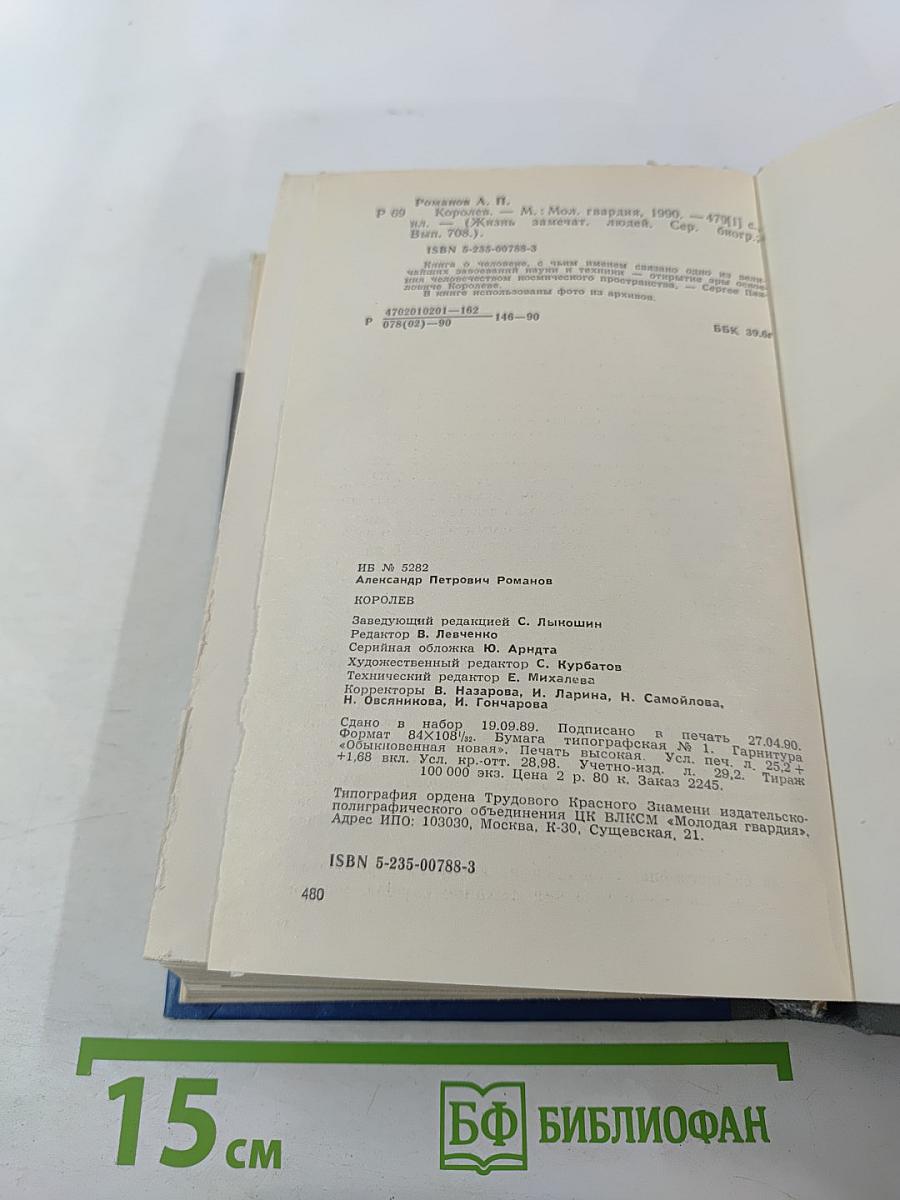 Романов А. П.
Р 69 Королев. — М.: Мол. гвардия, 1990. — 479[1] с.,
ил. — (Жизнь замечат. людей. Сер. биогр.;
Вып. 708.).
ISBN 5-235-00788-3
Книга о человеке, с чьим именем связано одно из вели-
чайших завоеваний науки и техники — открытие эры освое-
ния человечеством космического пространства, — Сергее Пав-
ловиче Королеве.
В книге использованы фото из архивов.
Р 4702010201—162
078(02)—90 146—90
ББК 39.6г
ИБ № 5282
Александр Петрович Романов
КОРОЛЕВ
Заведующий редакцией С. Лыкошин
Редактор В. Левченко
Серийная обложка Ю. Арндта
Художественный редактор С. Курбатов
Технический редактор Е. Михалева
Корректоры В. Назарова, И. Ларина, Н. Самойлова,
Н. Овсяникова, И. Гончарова
Сдано в набор 19.09.89. Подписано в печать 27.04.90.
Формат 84×108¹/₃₂. Бумага типографская № 1. Гарнитура
«Обыкновенная новая». Печать высокая. Усл. печ. л. 25,2 +
+1,68 вкл. Усл. кр.-отт. 28,98. Учетно-изд. л. 29,2. Тираж
100 000 экз. Цена 2 р. 80 к. Заказ 2245.
Типография ордена Трудового Красного Знамени издательско-
полиграфического объединения ЦК ВЛКСМ «Молодая гвардия».
Адрес ИПО: 103030, Москва, К-30, Сущевская, 21.
ISBN 5-235-00788-3
480
15 см
БФ БИБЛИОФАН